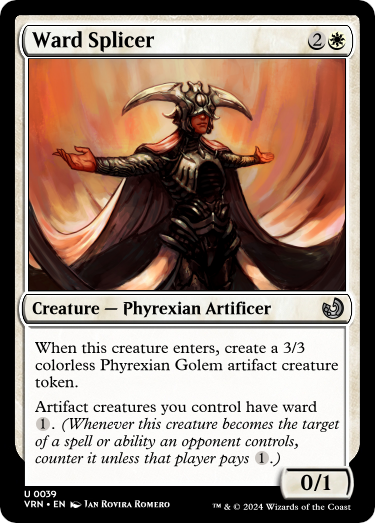 Ward Splicer 2
Creature — Phyrexian Artificer
When this creature enters, create a 3/3
colorless Phyrexian Golem artifact creature
token.
Artifact creatures you control have ward
1. (Whenever this creature becomes the target
of a spell or ability an opponent controls,
counter it unless that player pays 1.)
0/1
U 0039
VRN • EN Jan Rovira Romero
™ & © 2024 Wizards of the Coast